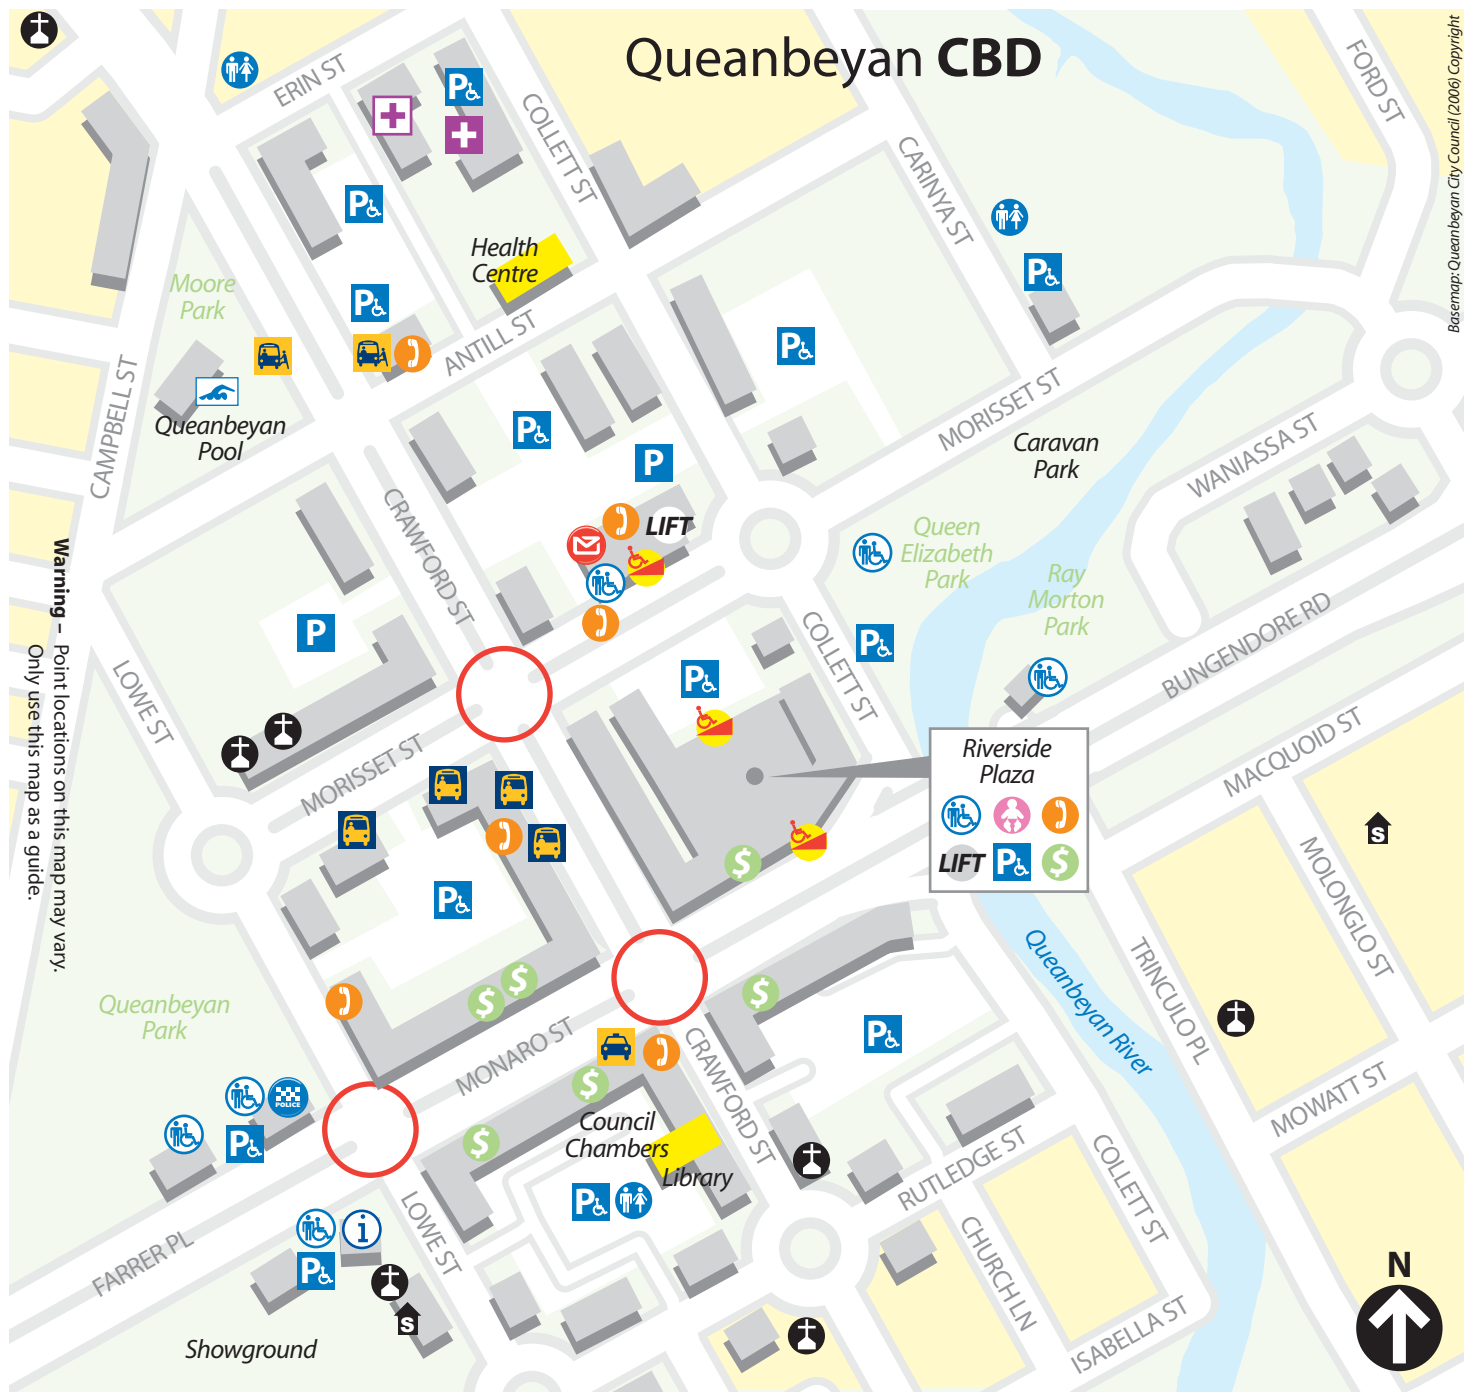 Queanbeyan CBD
Basemap: Queanbeyan City Council (2006) Copyright
ERIN ST
COLLETT ST
FORD ST
CARINYA ST
P
P
Health
Centre
P
Moore
Park
P
ANTILL ST
P
CAMPBELL ST
Queanbeyan
Pool
P
MORISSET ST
Caravan
Park
WANIASSA ST
P
CRAWFORD ST
LIFT
Queen
Elizabeth
Park
Ray
Morton
Park
Warning – Point locations on this map may vary.
Only use this map as a guide.
P
LOWE ST
COLLETT ST
P
BUNGENDORE RD
P
MORISSET ST
MACQUOID ST
Riverside
Plaza
LIFT
P
$
S
MOLONGLO ST
$
P
Queanbeyan River
TRINCULO PL
Queanbeyan
Park
$
$
$
P
MONARO ST
CRAWFORD ST
$
Council
Chambers
Library
MOWATT ST
POLICE
P
$
P
RUTLEDGE ST
COLLETT ST
LOWE ST
CHURCH LN
FARRER PL
i
P
S
Showground
ISABELLA ST
N